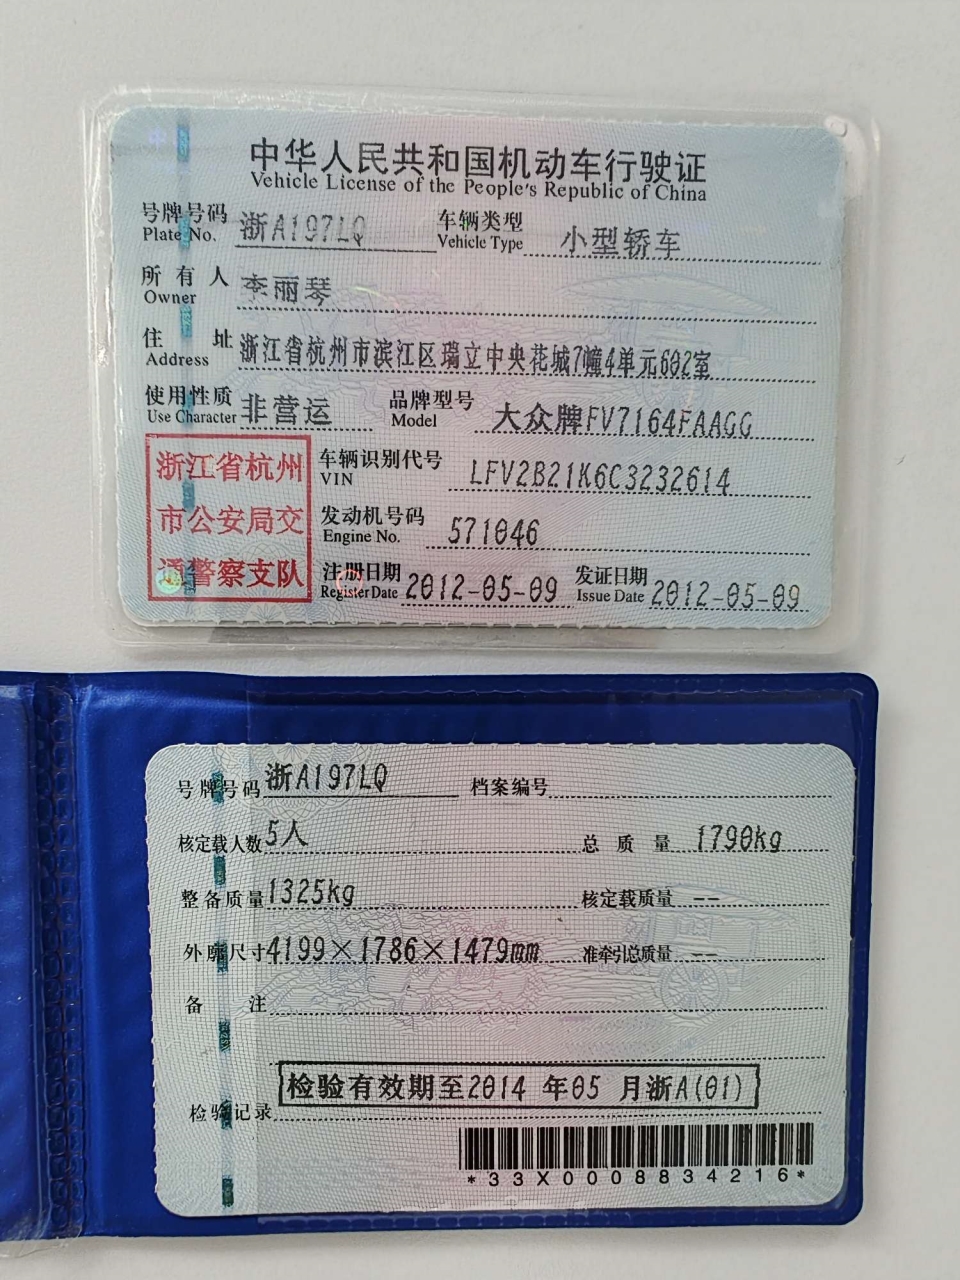 中华人民共和国机动车行驶证
Vehicle License of the People's Republic of China
号牌号码 浙A197LQ 车辆类型 小型轿车
Plate No. Vehicle Type
所有人 李丽琴
Owner
住址 浙江省杭州市滨江区瑞立中央花城7幢4单元602室
Address
使用性质 非营运 品牌型号 大众牌FV7164FAAGG
Use Character Model
浙江省杭州
市公安局交
通警察支队
车辆识别代号 LFV2B21K6C3232614
VIN
发动机号码 571046
Engine No.
注册日期 2012-05-09 发证日期 2012-05-09
Register Date Issue Date
号牌号码 浙A197LQ 档案编号
核定载人数 5人 总质量 1790kg
整备质量 1325kg 核定载质量 --
外廓尺寸 4199×1786×1479mm 准牵引总质量 --
备注
检验有效期至2014 年05 月浙A(01)
检验记录
*33X0008834216*